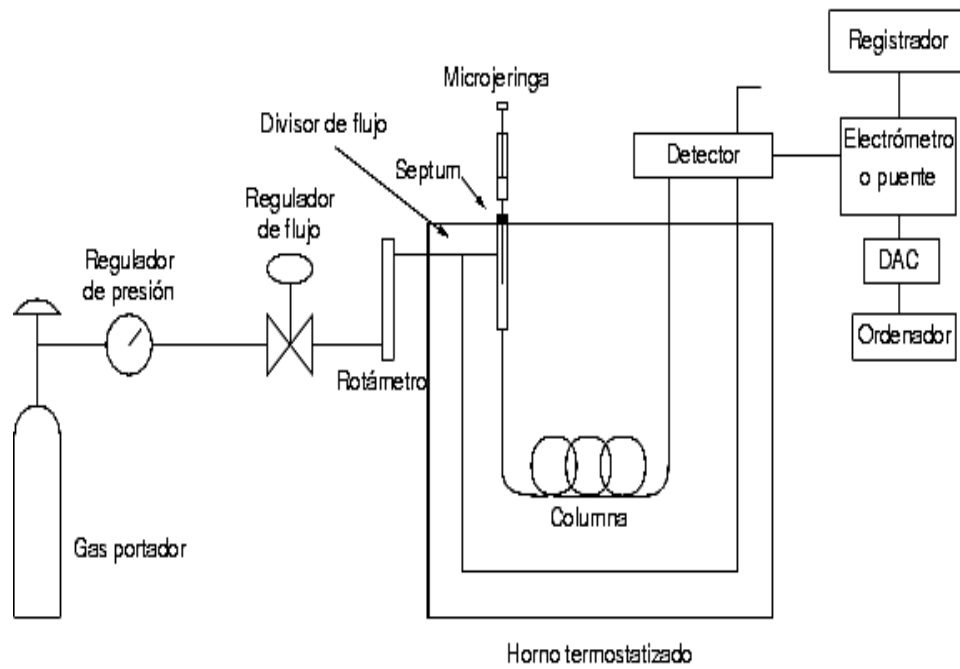 Registrador
Microjeringa
Divisor de flujo
Electrómetro
o puente
Detector
Septum
Regulador
de flujo
DAC
Regulador
de presión
Ordenador
Rotámetro
Columna
Gas portador
Horno termostatizado